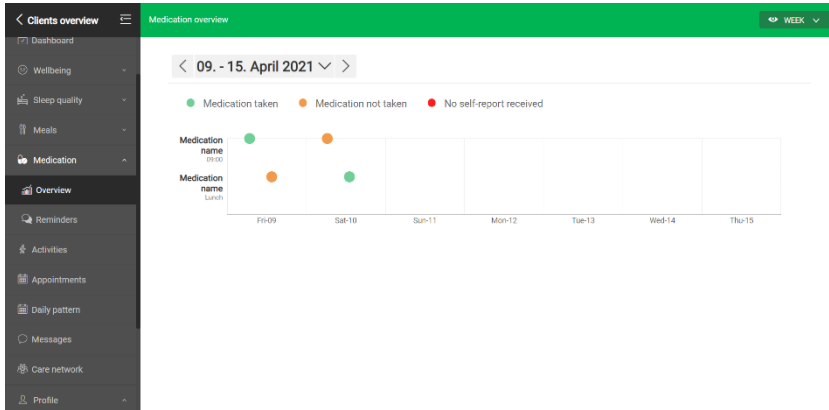 Clients overview
Medication overview
WEEK
Dashboard
Wellbeing
Sleep quality
Meals
Medication
Overview
Reminders
Activities
Appointments
Daily pattern
Messages
Care network
Profile
09. - 15. April 2021
Medication taken
Medication not taken
No self-report received
Medication
name
09:00
Medication
name
Lunch
Fri-09 Sat-10 Sun-11 Mon-12 Tue-13 Wed-14 Thu-15